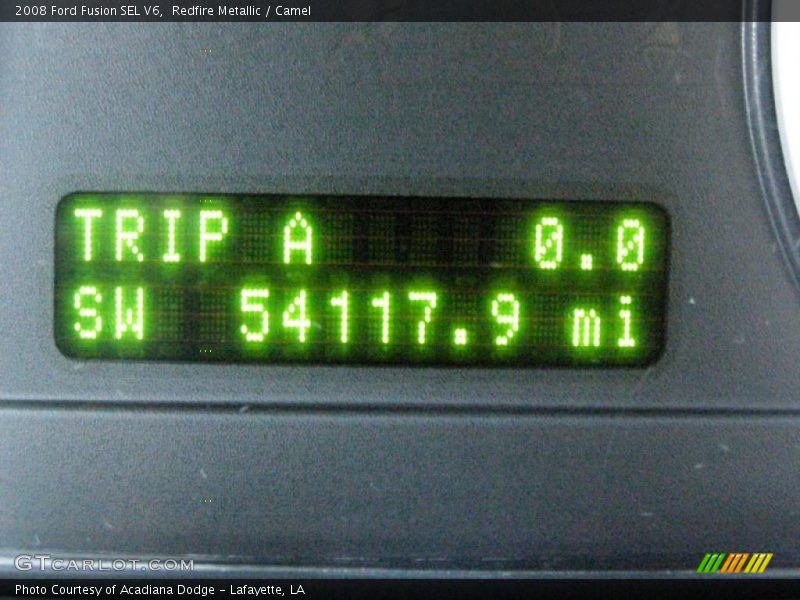 2008 Ford Fusion SEL V6,  Redfire Metallic / Camel
TRIP A 0.0
SW 54117.9 mi
GTCARLOT.COM
Photo Courtesy of Acadiana Dodge - Lafayette, LA